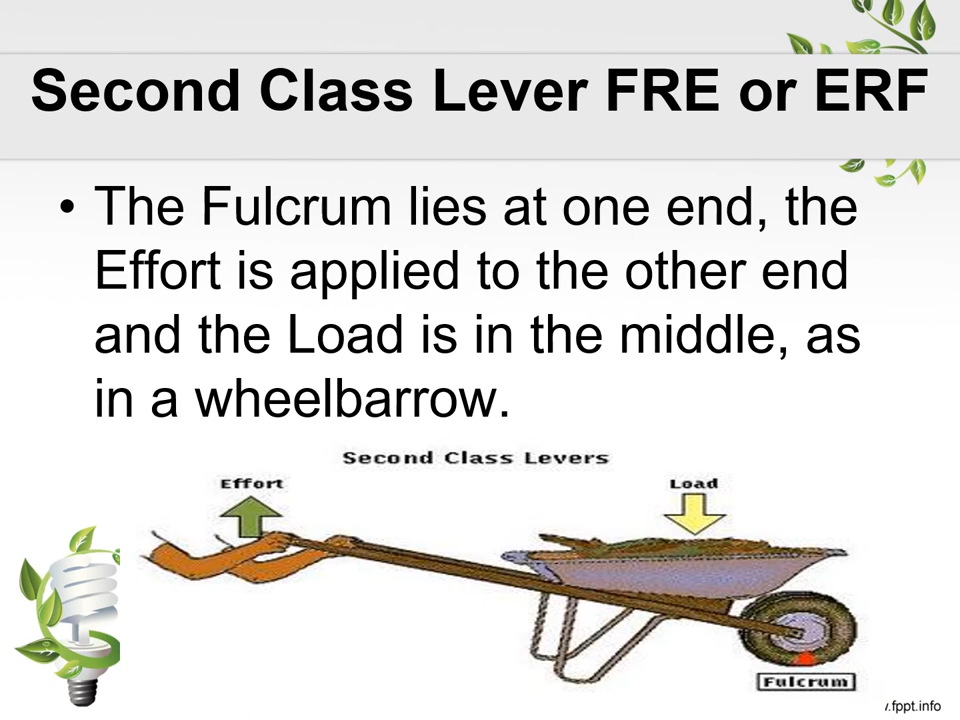 Second Class Lever FRE or ERF
• The Fulcrum lies at one end, the
Effort is applied to the other end
and the Load is in the middle, as
in a wheelbarrow.
Second Class Levers
Effort
Load
Fulcrum
.fppt.info